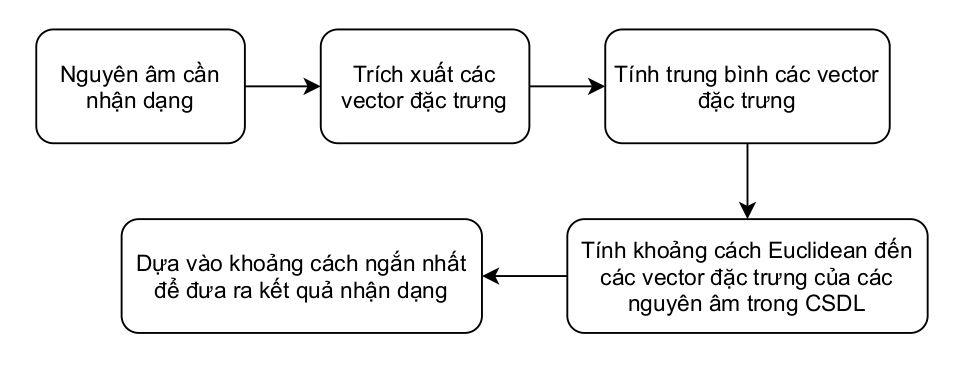 Nguyên âm cần
nhận dạng
Trích xuất các
vector đặc trưng
Tính trung bình các vector
đặc trưng
Tính khoảng cách Euclidean đến
các vector đặc trưng của các
nguyên âm trong CSDL
Dựa vào khoảng cách ngắn nhất
để đưa ra kết quả nhận dạng